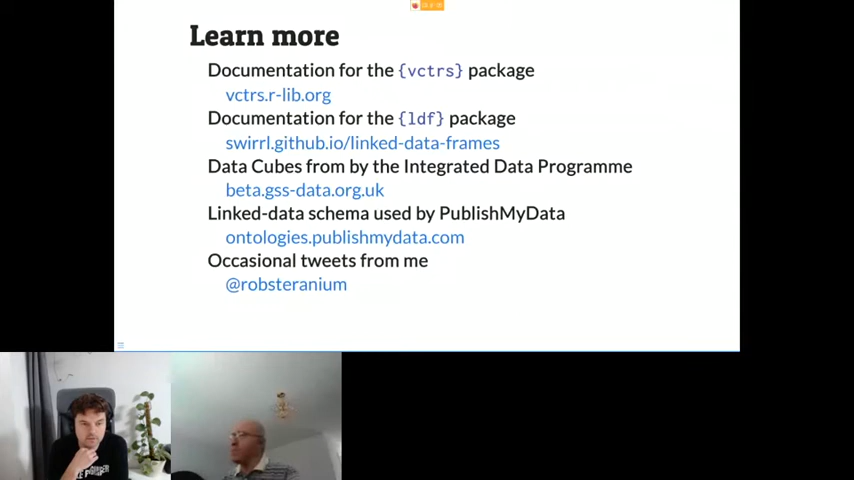 Learn more
Documentation for the {vctrs} package
vctrs.r-lib.org
Documentation for the {ldf} package
swirrl.github.io/linked-data-frames
Data Cubes from by the Integrated Data Programme
beta.gss-data.org.uk
Linked-data schema used by PublishMyData
ontologies.publishmydata.com
Occasional tweets from me
@robsteranium